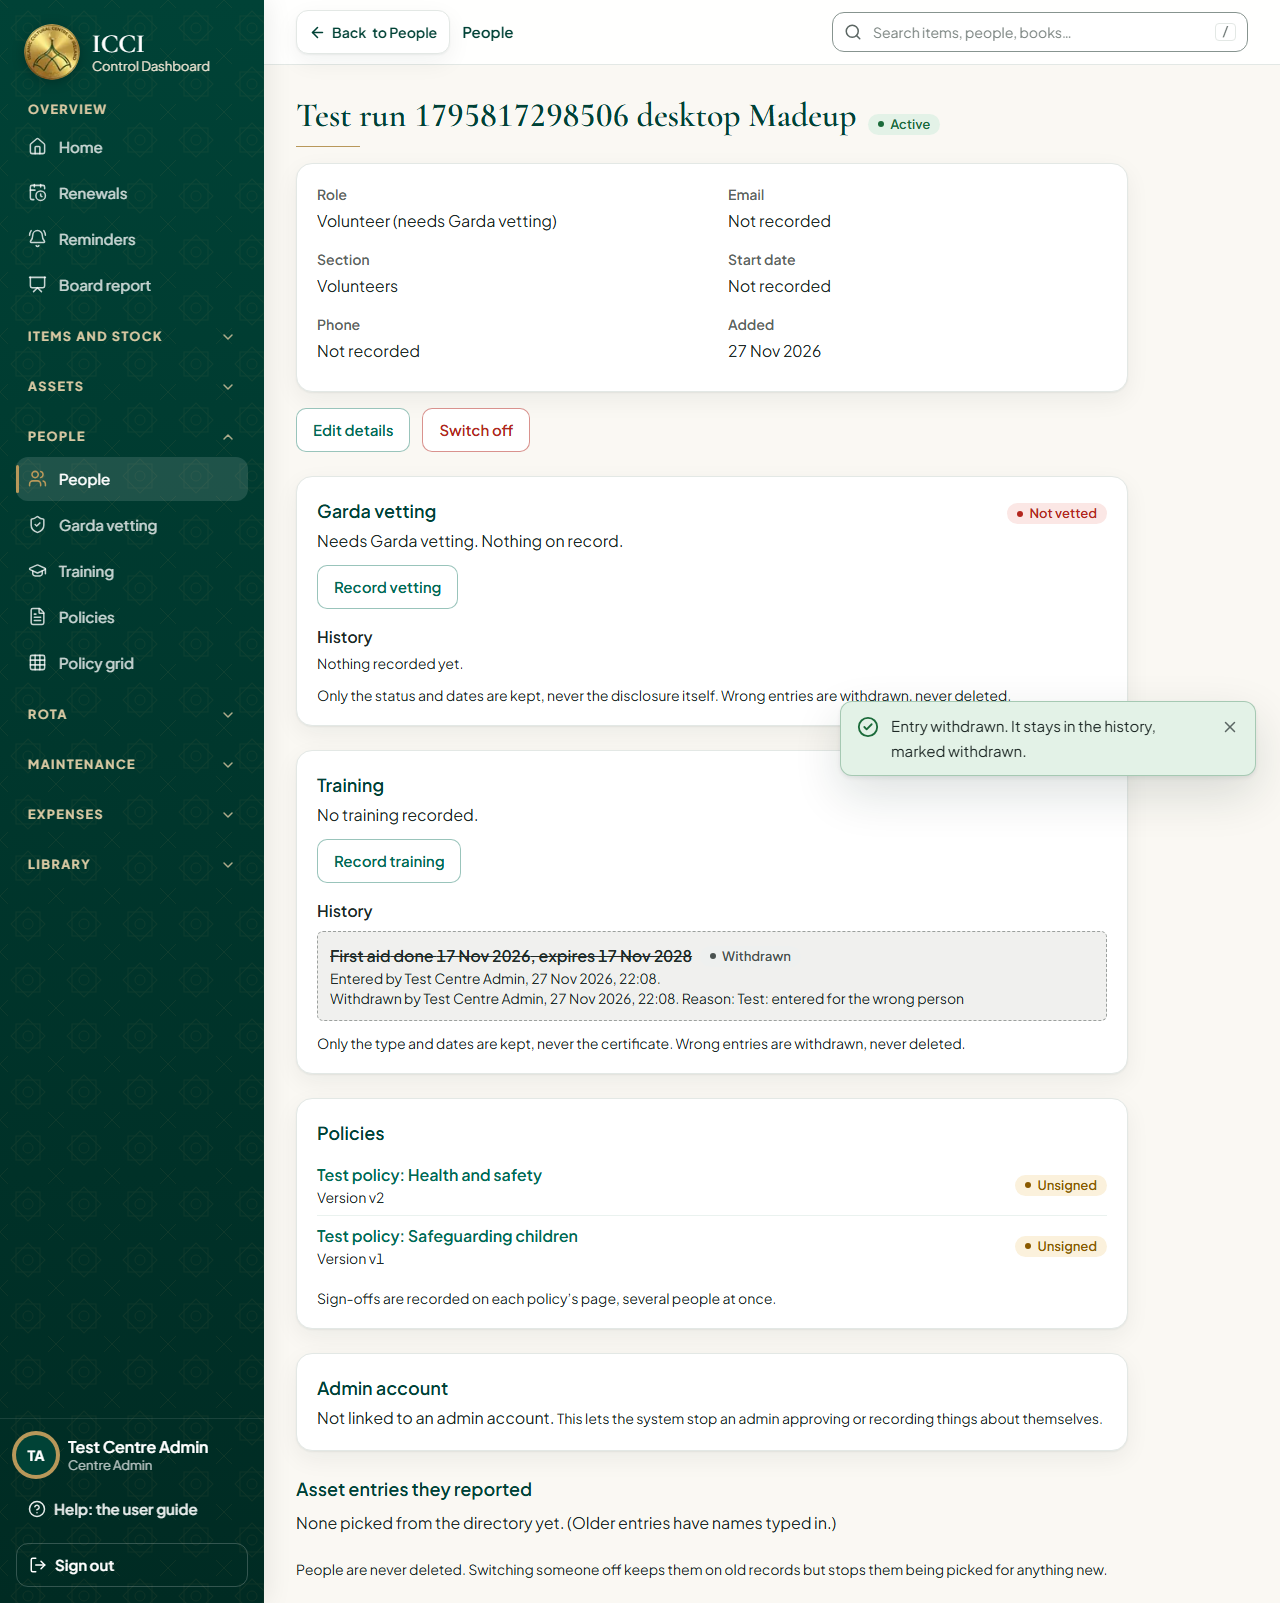 ICCI
Control Dashboard
OVERVIEW
Home
Renewals
Reminders
Board report
ITEMS AND STOCK
ASSETS
PEOPLE
People
Garda vetting
Training
Policies
Policy grid
ROTA
MAINTENANCE
EXPENSES
LIBRARY
TA
Test Centre Admin
Centre Admin
Help: the user guide
Sign out
Back to People
People
Search items, people, books...
/
Test run 1795817298506 desktop Madeup
Active
Role
Volunteer (needs Garda vetting)
Email
Not recorded
Section
Volunteers
Start date
Not recorded
Phone
Not recorded
Added
27 Nov 2026
Edit details
Switch off
Garda vetting
Not vetted
Needs Garda vetting. Nothing on record.
Record vetting
History
Nothing recorded yet.
Only the status and dates are kept, never the disclosure itself. Wrong entries are withdrawn, never deleted.
Entry withdrawn. It stays in the history,
marked withdrawn.
Training
No training recorded.
Record training
History
First aid done 17 Nov 2026, expires 17 Nov 2028
Withdrawn
Entered by Test Centre Admin, 27 Nov 2026, 22:08.
Withdrawn by Test Centre Admin, 27 Nov 2026, 22:08. Reason: Test: entered for the wrong person
Only the type and dates are kept, never the certificate. Wrong entries are withdrawn, never deleted.
Policies
Test policy: Health and safety
Version v2
Unsigned
Test policy: Safeguarding children
Version v1
Unsigned
Sign-offs are recorded on each policy's page, several people at once.
Admin account
Not linked to an admin account. This lets the system stop an admin approving or recording things about themselves.
Asset entries they reported
None picked from the directory yet. (Older entries have names typed in.)
People are never deleted. Switching someone off keeps them on old records but stops them being picked for anything new.